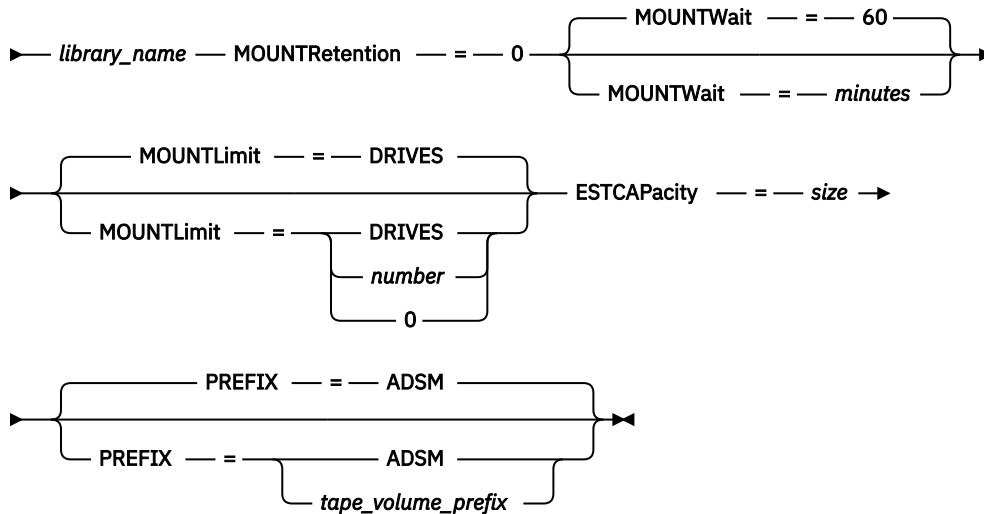 MOUNTWait = 60
library_name MOUNTRetention = 0
MOUNTWait = minutes
MOUNTLimit = DRIVES
ESTCAPacity = size
MOUNTLimit = DRIVES
number
0
PREFIX = ADSM
PREFIX = ADSM
tape_volume_prefix